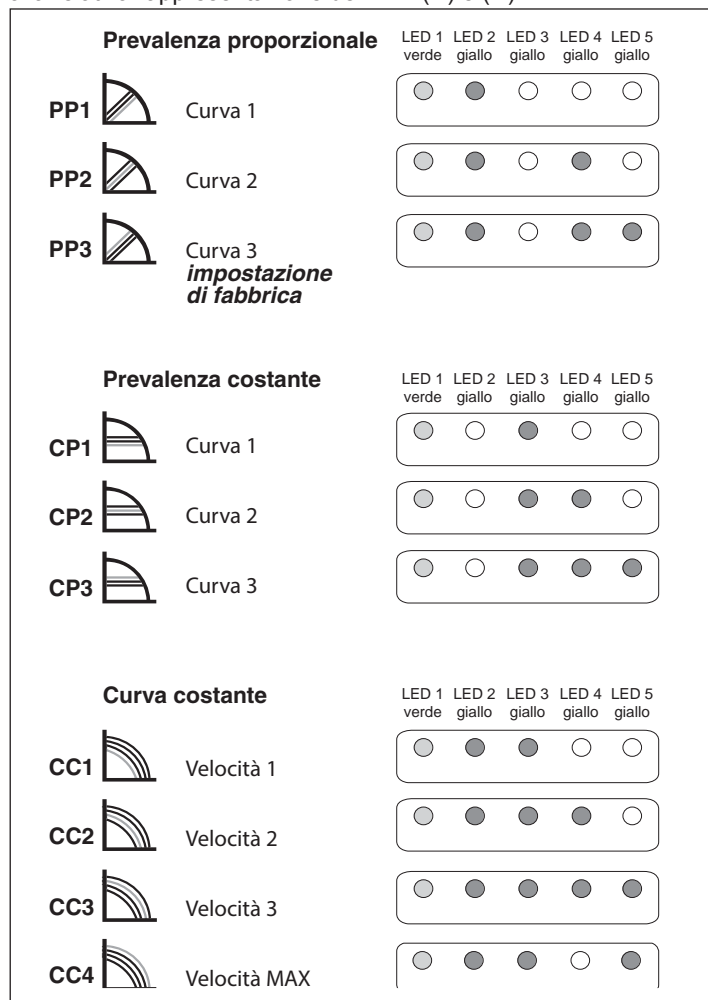 Prevalenza proporzionale LED 1 LED 2 LED 3 LED 4 LED 5
verde giallo giallo giallo giallo
PP1 Curva 1
PP2 Curva 2
PP3 Curva 3
impostazione
di fabbrica
Prevalenza costante LED 1 LED 2 LED 3 LED 4 LED 5
verde giallo giallo giallo giallo
CP1 Curva 1
CP2 Curva 2
CP3 Curva 3
Curva costante LED 1 LED 2 LED 3 LED 4 LED 5
verde giallo giallo giallo giallo
CC1 Velocità 1
CC2 Velocità 2
CC3 Velocità 3
CC4 Velocità MAX